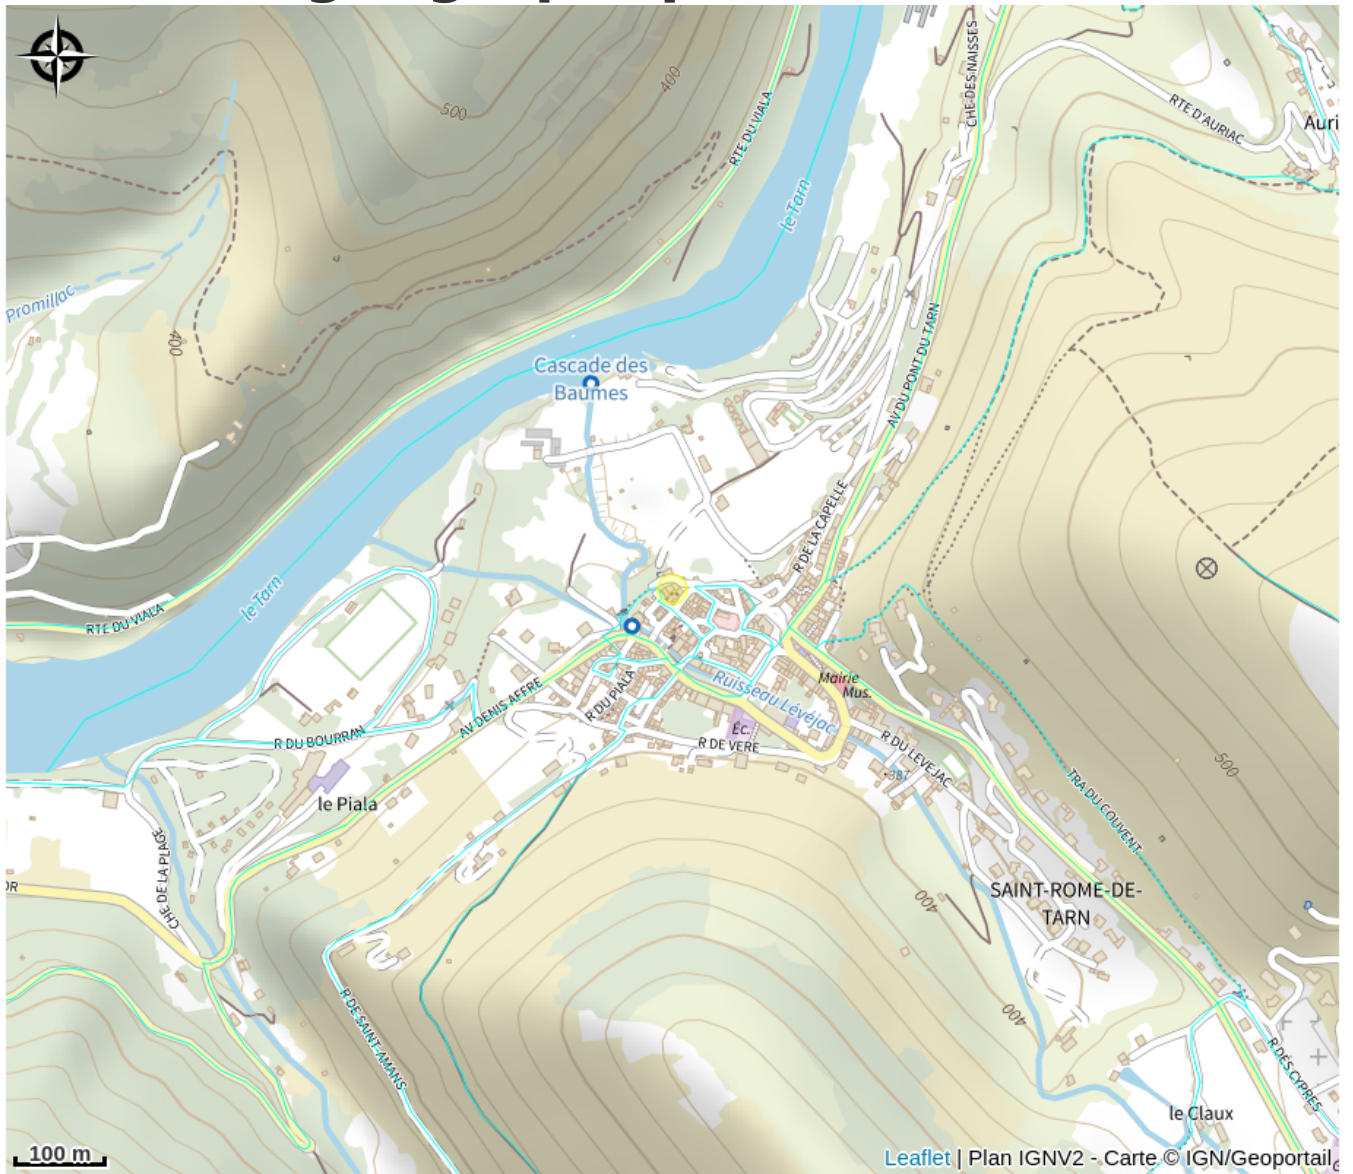 CHE DES NAISSES
400
500
RTE D'AURIAC
Auri
RTE DU VIALA
le Tarn
Promillac
400
AV DU PONT DU TARN
Cascade des
Baumes
R DE LA CAPELLE
le Tarn
RTE DU VIALA
Mairie
Mus.
Ruisseau Lévéjac
R DU PIALA
AV DENIS AFFRE
Éc.
R DE VERE
R DU BOURRAN
R DU LEVEJAC
387
500
le Piala
TRA DU COUVENT
CHE DE LA PLAGE
OR
SAINT-ROME-DE-
TARN
400
400
R DE SAINT-AMANS
R DES CYPRES
le Claux
100 m
Leaflet | Plan IGNV2 - Carte © IGN/Geoportail